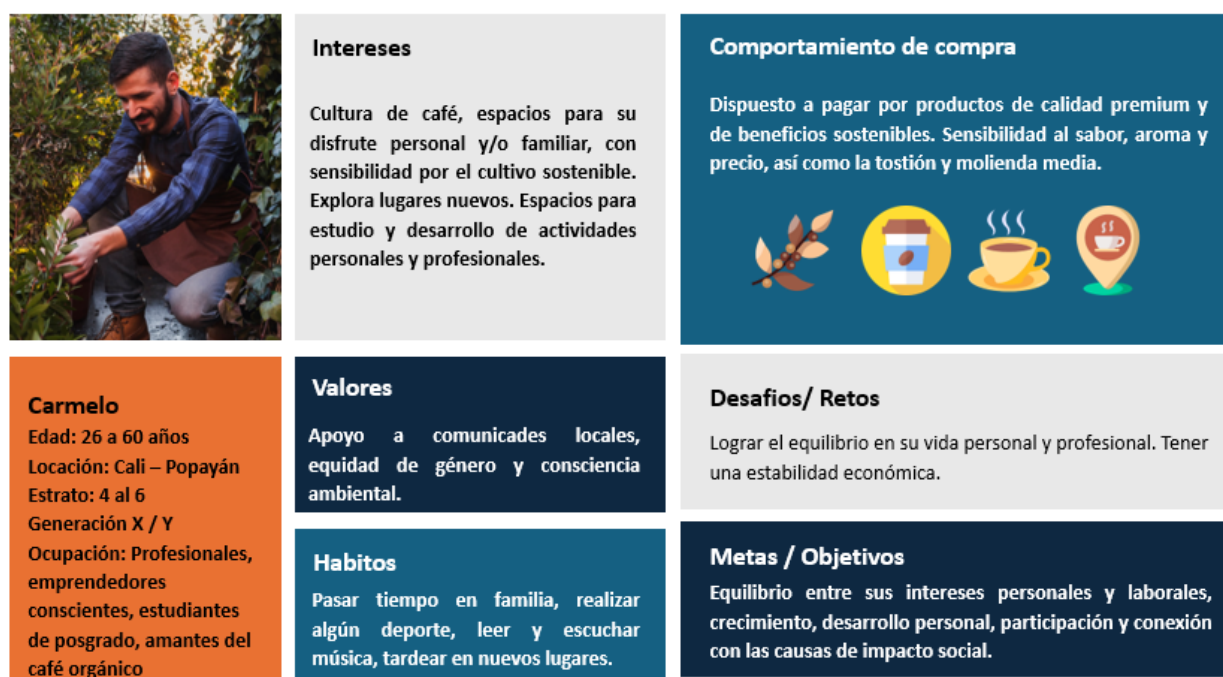 Intereses
Cultura de café, espacios para su
disfrute personal y/o familiar, con
sensibilidad por el cultivo sostenible.
Explora lugares nuevos. Espacios para
estudio y desarrollo de actividades
personales y profesionales.
Comportamiento de compra
Dispuesto a pagar por productos de calidad premium y
de beneficios sostenibles. Sensibilidad al sabor, aroma y
precio, así como la tostión y molienda media.
Carmelo
Edad: 26 a 60 años
Locación: Cali – Popayán
Estrato: 4 al 6
Generación X / Y
Ocupación: Profesionales,
emprendedores
conscientes, estudiantes
de posgrado, amantes del
café orgánico
Valores
Apoyo a comunicades locales,
equidad de género y consciencia
ambiental.
Habitos
Pasar tiempo en familia, realizar
algún deporte, leer y escuchar
música, tardear en nuevos lugares.
Desafios/ Retos
Lograr el equilibrio en su vida personal y profesional. Tener
una estabilidad económica.
Metas / Objetivos
Equilibrio entre sus intereses personales y laborales,
crecimiento, desarrollo personal, participación y conexión
con las causas de impacto social.